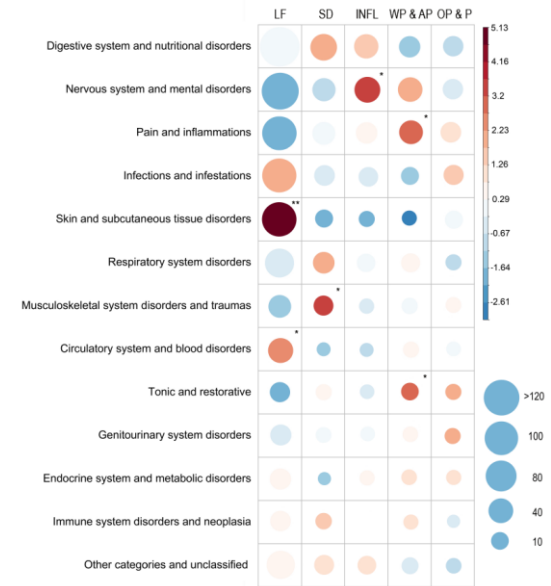 LF SD INFL WP & AP OP & P
Digestive system and nutritional disorders
Nervous system and mental disorders
*
Pain and inflammations
*
Infections and infestations
Skin and subcutaneous tissue disorders
**
Respiratory system disorders
Musculoskeletal system disorders and traumas
*
Circulatory system and blood disorders
*
Tonic and restorative
*
Genitourinary system disorders
Endocrine system and metabolic disorders
Immune system disorders and neoplasia
Other categories and unclassified
5.13
4.16
3.2
2.23
1.26
0.29
-0.67
-1.64
-2.61
>120
100
80
40
10